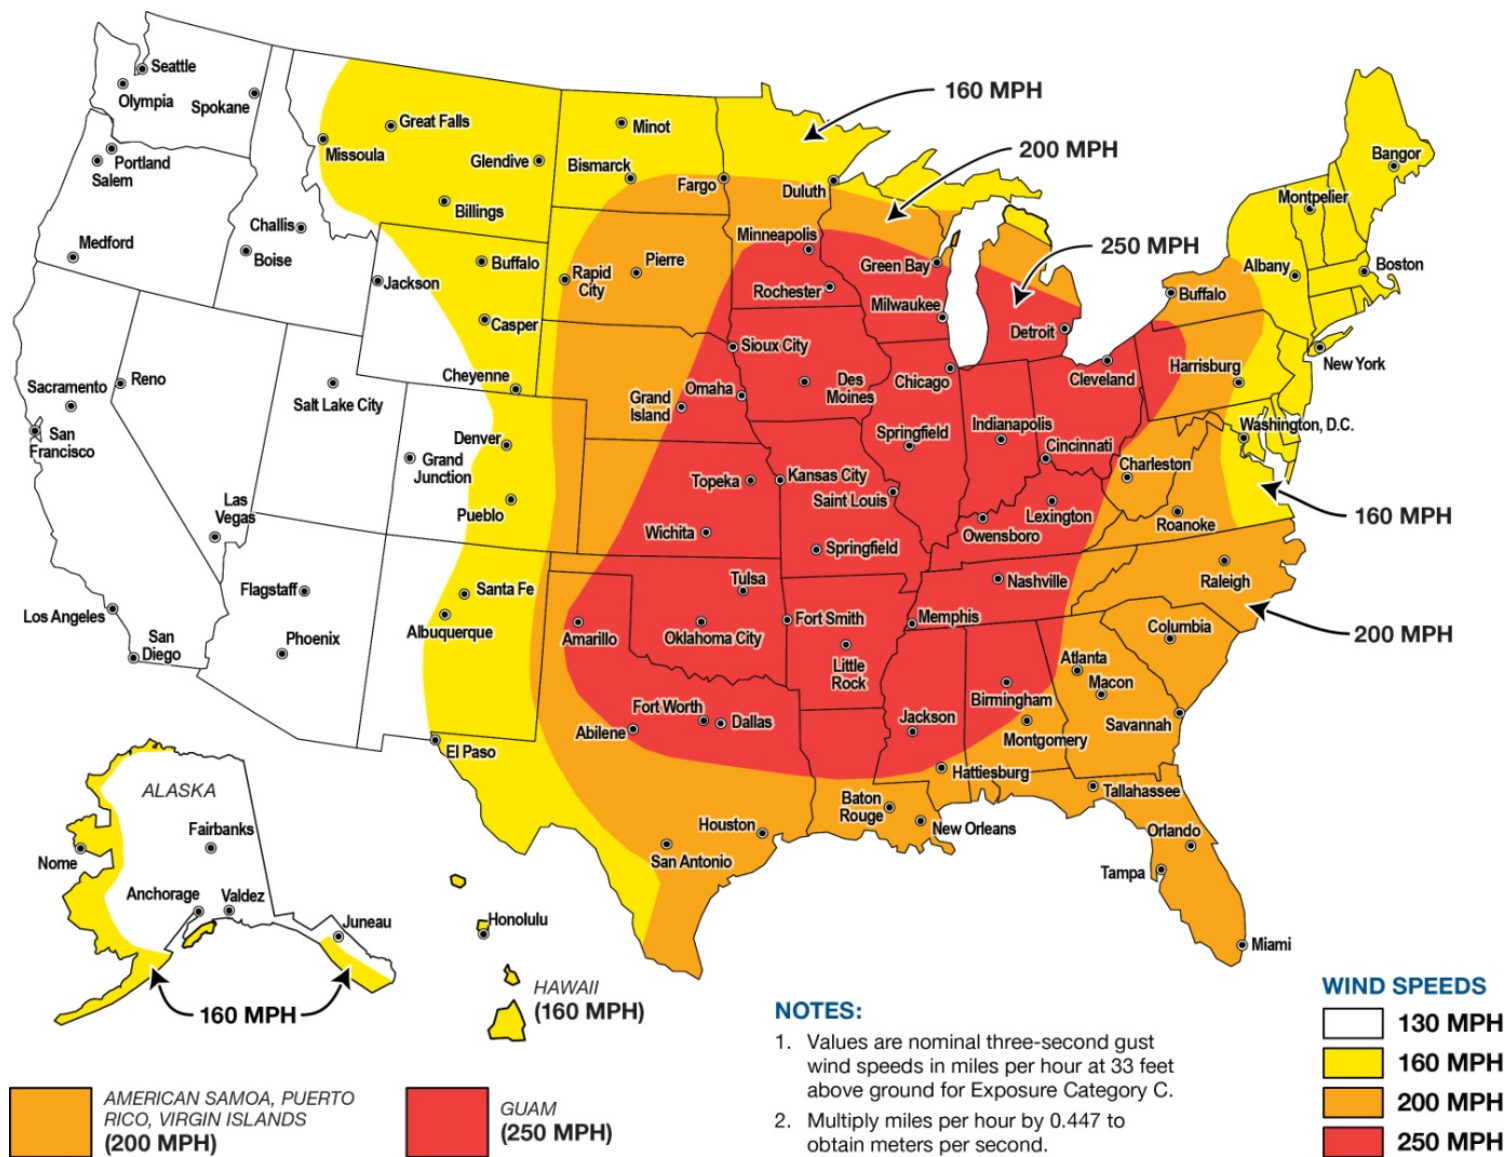 Seattle
Olympia
Spokane
Portland
Salem
Medford
Challis
Boise
Missoula
Great Falls
Glendive
Billings
Minot
Bismarck
Fargo
Duluth
160 MPH
200 MPH
250 MPH
Bangor
Montpelier
Albany
Boston
Buffalo
New York
Jackson
Buffalo
Casper
Cheyenne
Rapid
City
Pierre
Minneapolis
Rochester
Green Bay
Milwaukee
Detroit
Cleveland
Harrisburg
Washington, D.C.
Sacramento
Reno
San
Francisco
Salt Lake City
Las
Vegas
Grand
Junction
Denver
Pueblo
Grand
Island
Omaha
Sioux City
Des
Moines
Chicago
Springfield
Indianapolis
Cincinnati
Charleston
Roanoke
160 MPH
Topeka
Kansas City
Saint Louis
Wichita
Springfield
Owensboro
Lexington
Nashville
Raleigh
200 MPH
Los Angeles
San
Diego
Flagstaff
Phoenix
Santa Fe
Albuquerque
Amarillo
Tulsa
Oklahoma City
Fort Smith
Memphis
Little
Rock
Columbia
Atlanta
Macon
Savannah
Birmingham
Montgomery
Jackson
Hattiesburg
Fort Worth
Dallas
Abilene
El Paso
Houston
San Antonio
Baton
Rouge
New Orleans
Tallahassee
Orlando
Tampa
Miami
ALASKA
Fairbanks
Nome
Anchorage
Valdez
Juneau
160 MPH
Honolulu
HAWAII
(160 MPH)
AMERICAN SAMOA, PUERTO
RICO, VIRGIN ISLANDS
(200 MPH)
GUAM
(250 MPH)
NOTES:
1. Values are nominal three-second gust
wind speeds in miles per hour at 33 feet
above ground for Exposure Category C.
2. Multiply miles per hour by 0.447 to
obtain meters per second.
WIND SPEEDS
130 MPH
160 MPH
200 MPH
250 MPH